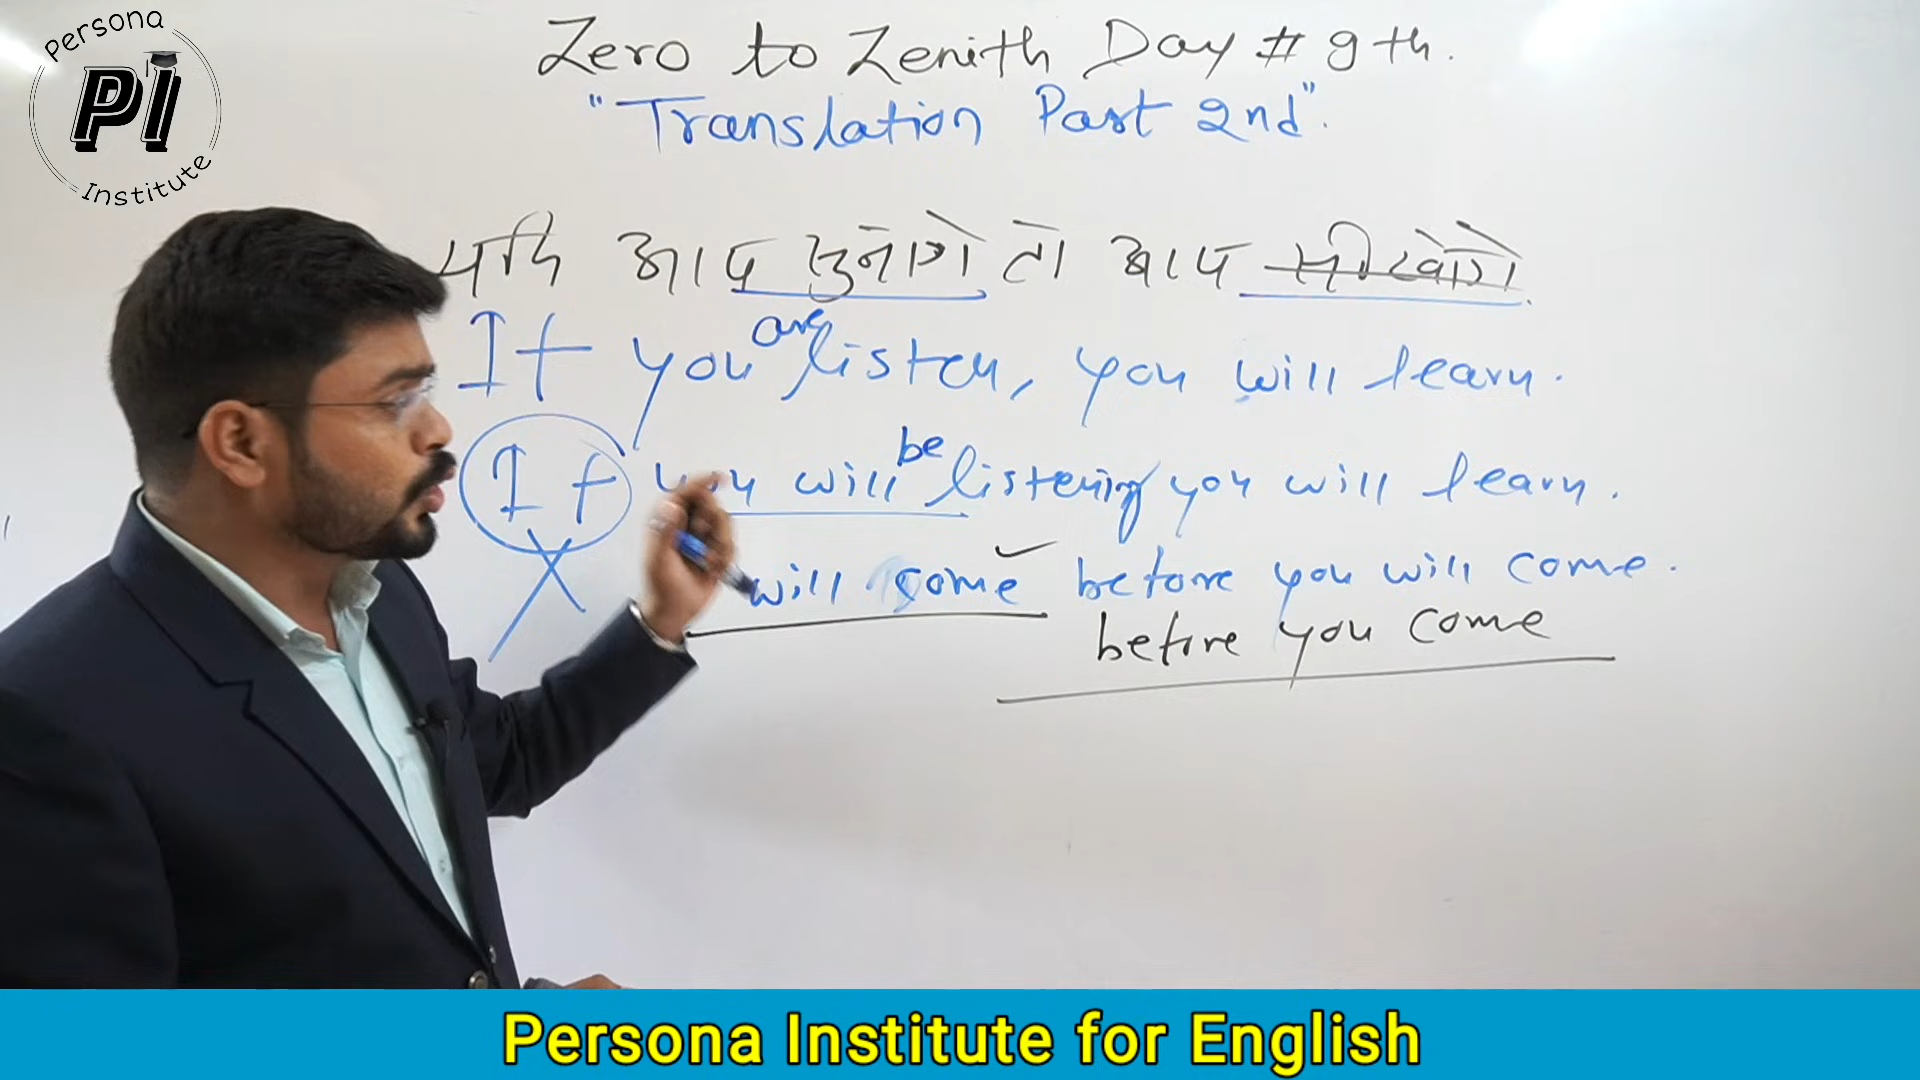 Persona
PI
Institute
Zero to Zenith Day # 9th.
"Translation Part 2nd".
यदि आप सुनेंगे तो आप सीखेंगे.
are
If you listen, you will learn.
be
If you will listening you will learn.
will come before you will come.
before you come
Persona Institute for English